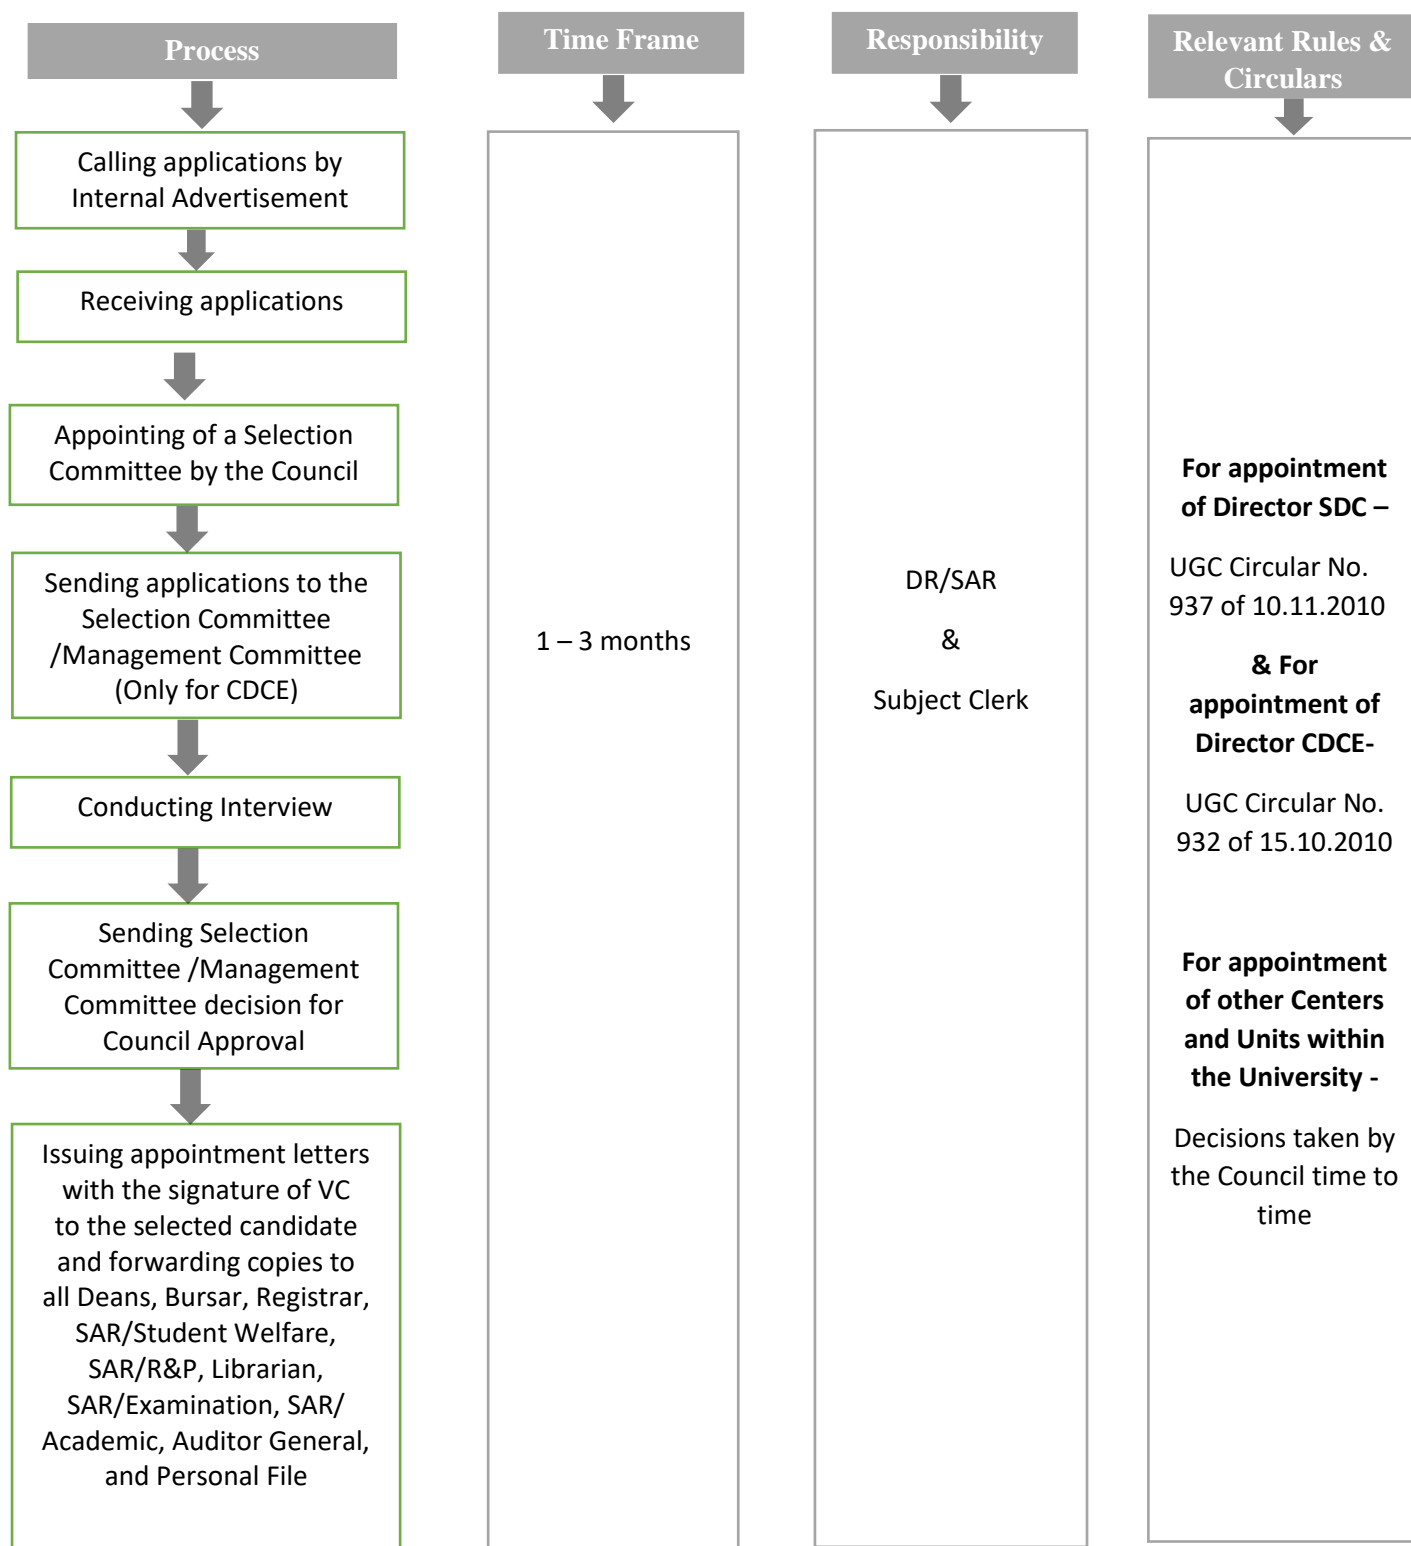 Process
Calling applications by
Internal Advertisement
Receiving applications
Appointing of a Selection
Committee by the Council
Sending applications to the
Selection Committee
/Management Committee
(Only for CDCE)
Conducting Interview
Sending Selection
Committee /Management
Committee decision for
Council Approval
Issuing appointment letters
with the signature of VC
to the selected candidate
and forwarding copies to
all Deans, Bursar, Registrar,
SAR/Student Welfare,
SAR/R&P, Librarian,
SAR/Examination, SAR/
Academic, Auditor General,
and Personal File
Time Frame
1 – 3 months
Responsibility
DR/SAR
&
Subject Clerk
Relevant Rules &
Circulars
For appointment
of Director SDC –
UGC Circular No.
937 of 10.11.2010
& For
appointment of
Director CDCE-
UGC Circular No.
932 of 15.10.2010
For appointment
of other Centers
and Units within
the University -
Decisions taken by
the Council time to
time